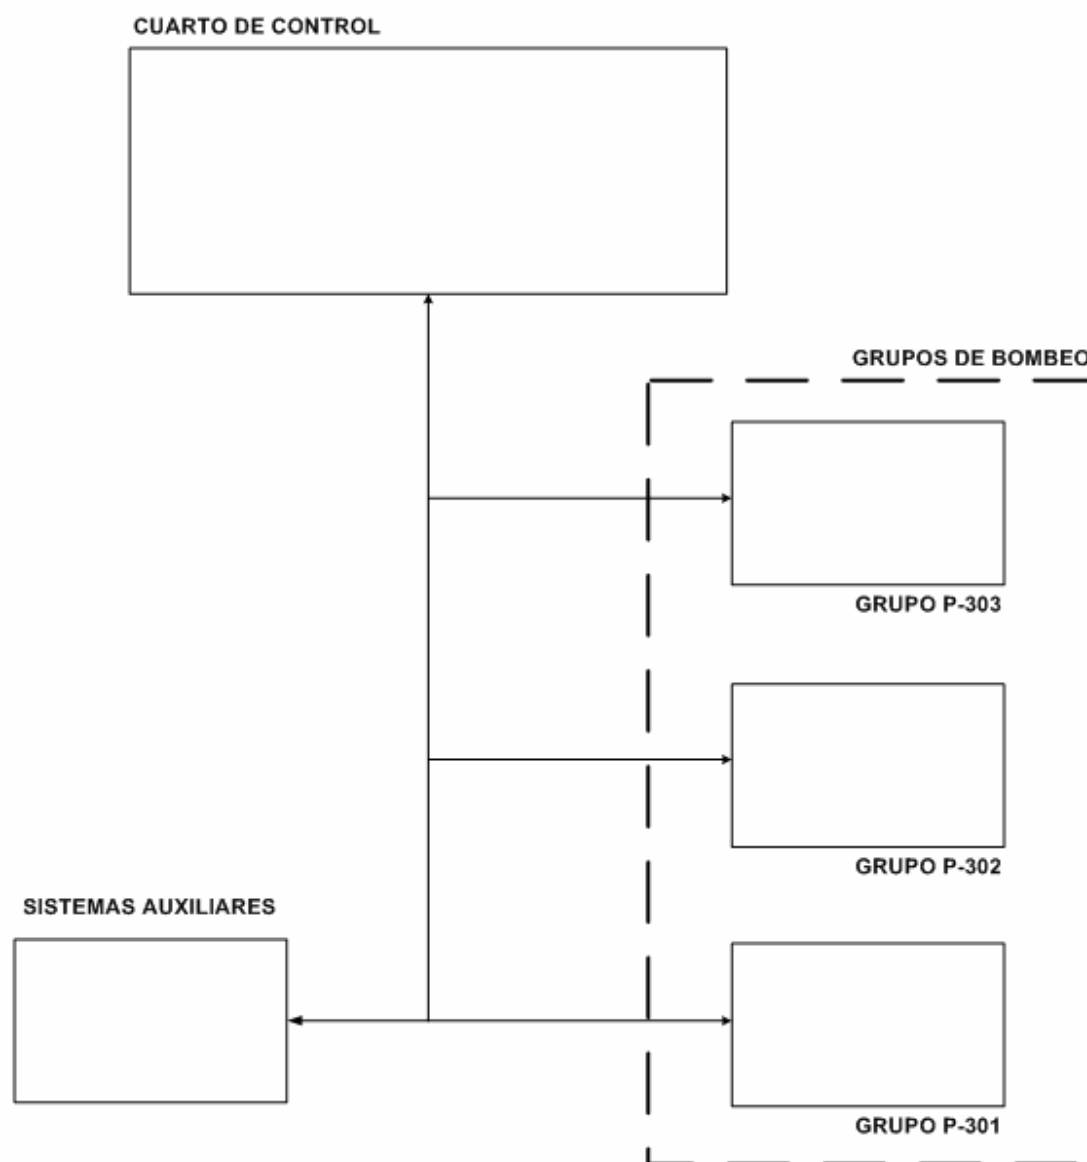 CUARTO DE CONTROL
GRUPOS DE BOMBEO
GRUPO P-303
GRUPO P-302
SISTEMAS AUXILIARES
GRUPO P-301